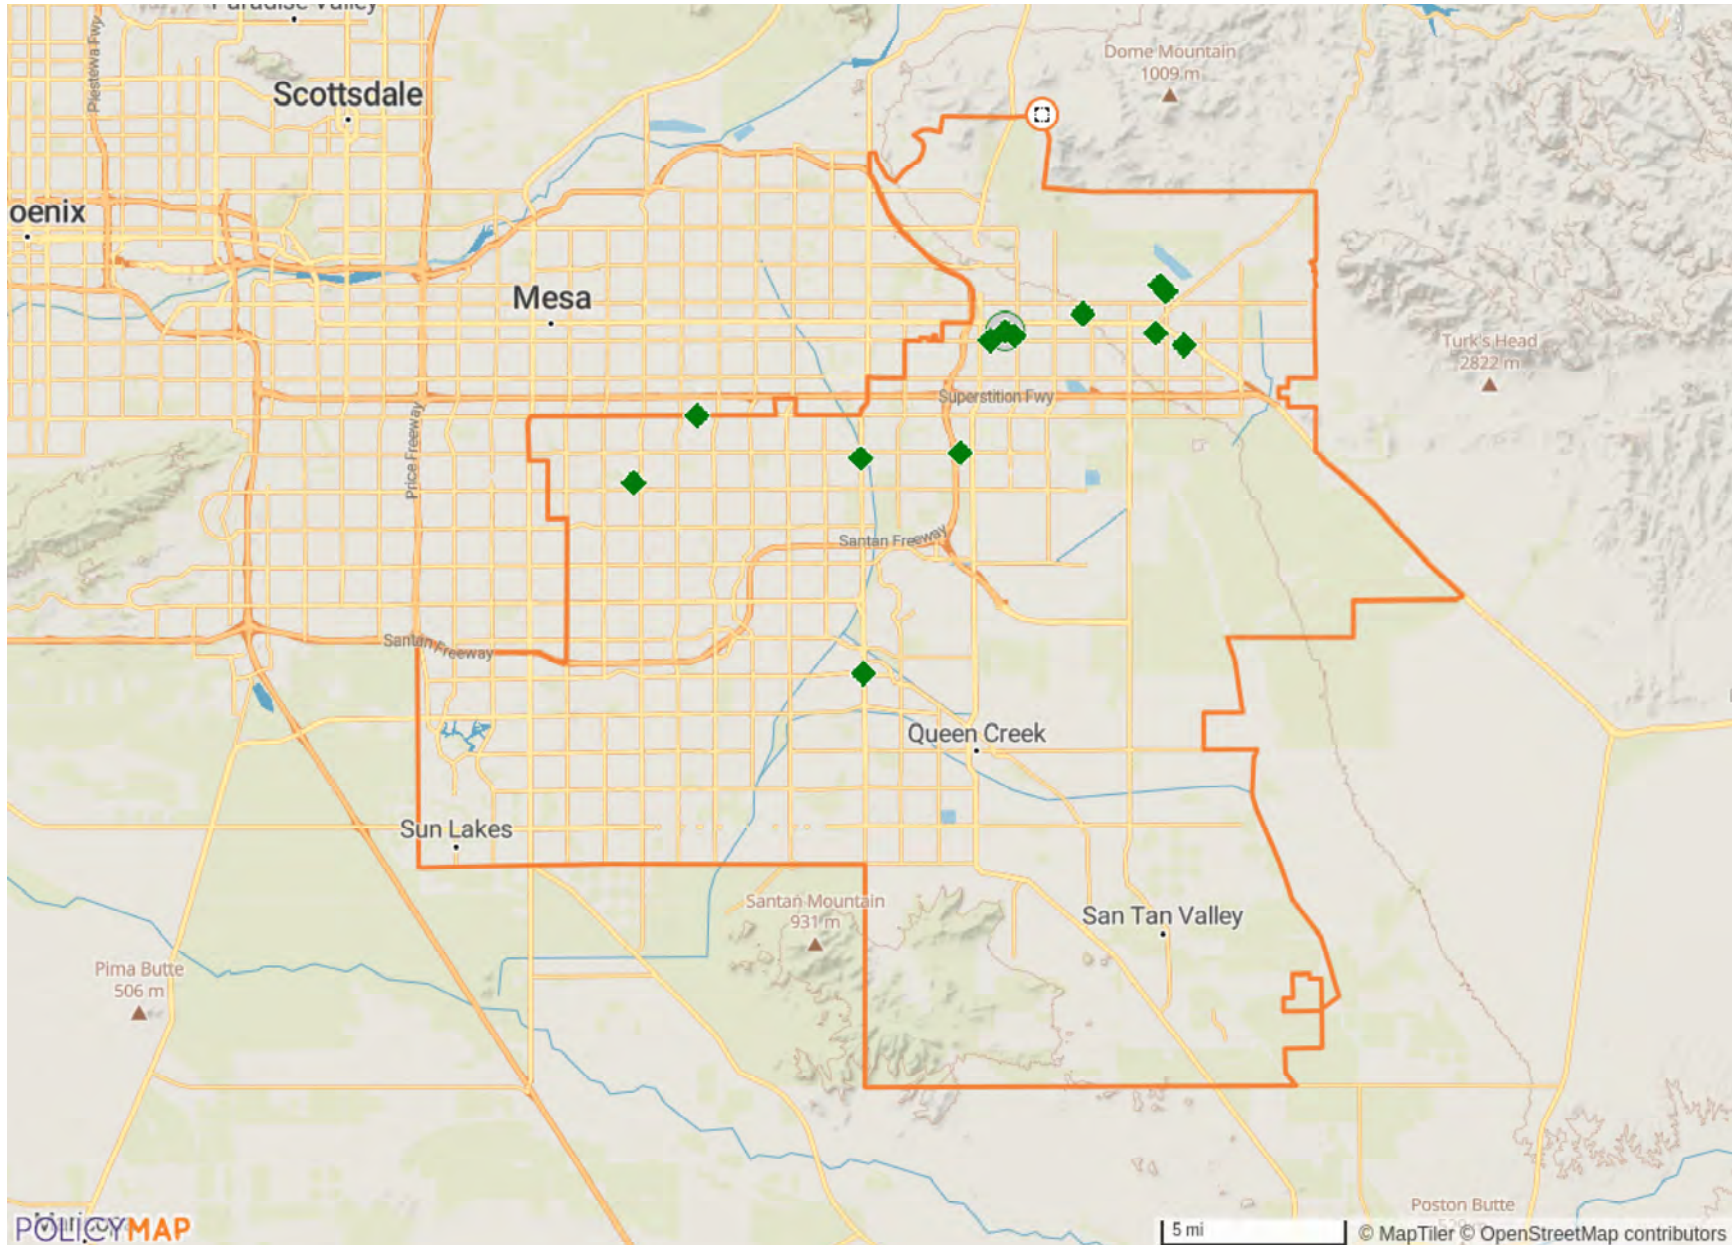 Paradise Valley
Piestewa Fwy
Scottsdale
Dome Mountain
1009 m
oenix
Mesa
Turk's Head
2822 m
Superstition Fwy
Price Freeway
Santan Freeway
Santan Freeway
Queen Creek
Sun Lakes
Santan Mountain
931 m
San Tan Valley
Pima Butte
506 m
Poston Butte
POLICYMAP
5 mi
© MapTiler © OpenStreetMap contributors